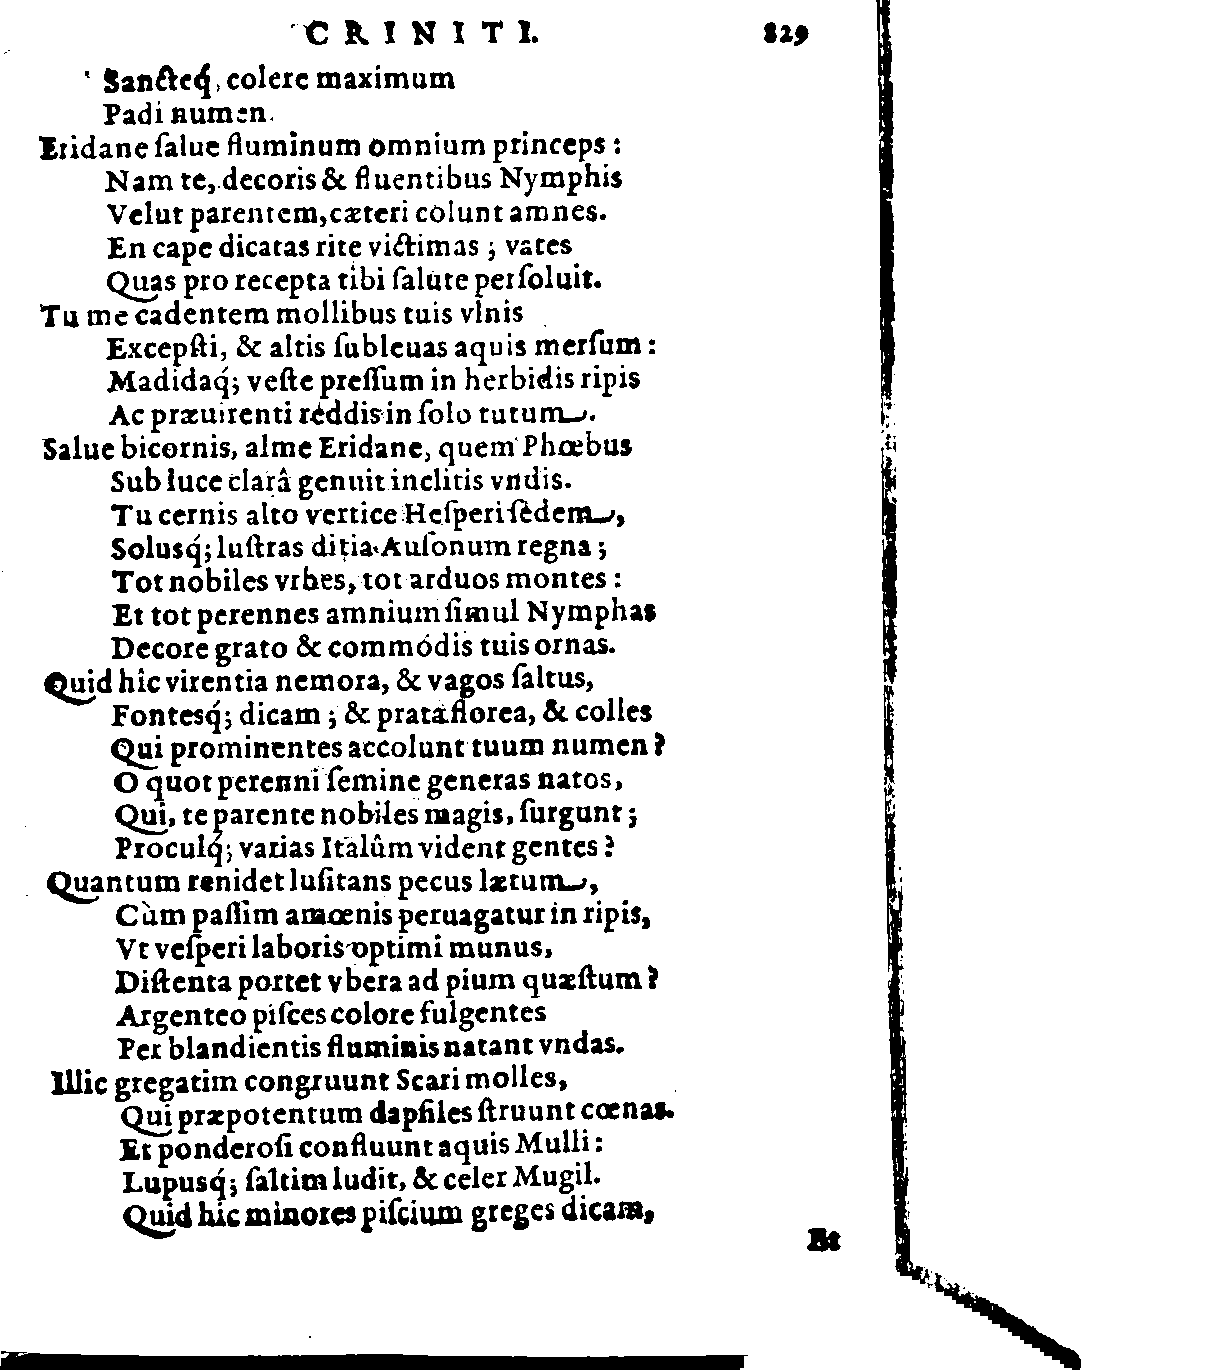 CRINITI. 829
Sancteq́, colere maximum
Padi numen.
Eridane ſalue fluminum omnium princeps:
Nam te, decoris & fluentibus Nymphis
Velut parentem, cæteri colunt amnes.
En cape dicatas rite victimas; vates
Quas pro recepta tibi ſalute perſoluit.
Tu me cadentem mollibus tuis vlnis
Excepſti, & altis ſubleuas aquis merſum:
Madidaq́; veſte preſſum in herbidis ripis
Ac præuirenti réddis in ſolo tutum.
Salue bicornis, alme Eridane, quem Phœbus
Sub luce clarâ genuit inclitis vndis.
Tu cernis alto vertice Heſperi ſèdem,
Solusq́; luſtras ditia Auſonum regna;
Tot nobiles vrbes, tot arduos montes:
Et tot perennes amnium ſimul Nymphas
Decore grato & commódis tuis ornas.
Quid hic virentia nemora, & vagos ſaltus,
Fontesq́; dicam; & prata florea, & colles
Qui prominentes accolunt tuum numen?
O quot perenni ſemine generas natos,
Qui, te parente nobiles magis, ſurgunt;
Proculq́; varias Italûm vident gentes?
Quantum renidet luſitans pecus lætum,
Cùm paſſim amœnis peruagatur in ripis,
Vt veſperi laboris optimi munus,
Diſtenta portet vbera ad pium quæſtum?
Argenteo piſces colore fulgentes
Per blandientis fluminis natant vndas.
Illic gregatim congruunt Scari molles,
Qui præpotentum dapſiles ſtruunt cœnas.
Et ponderoſi confluunt aquis Mulli:
Lupusq́; ſaltim ludit, & celer Mugil.
Quid hic minores piſcium greges dicam,
Et